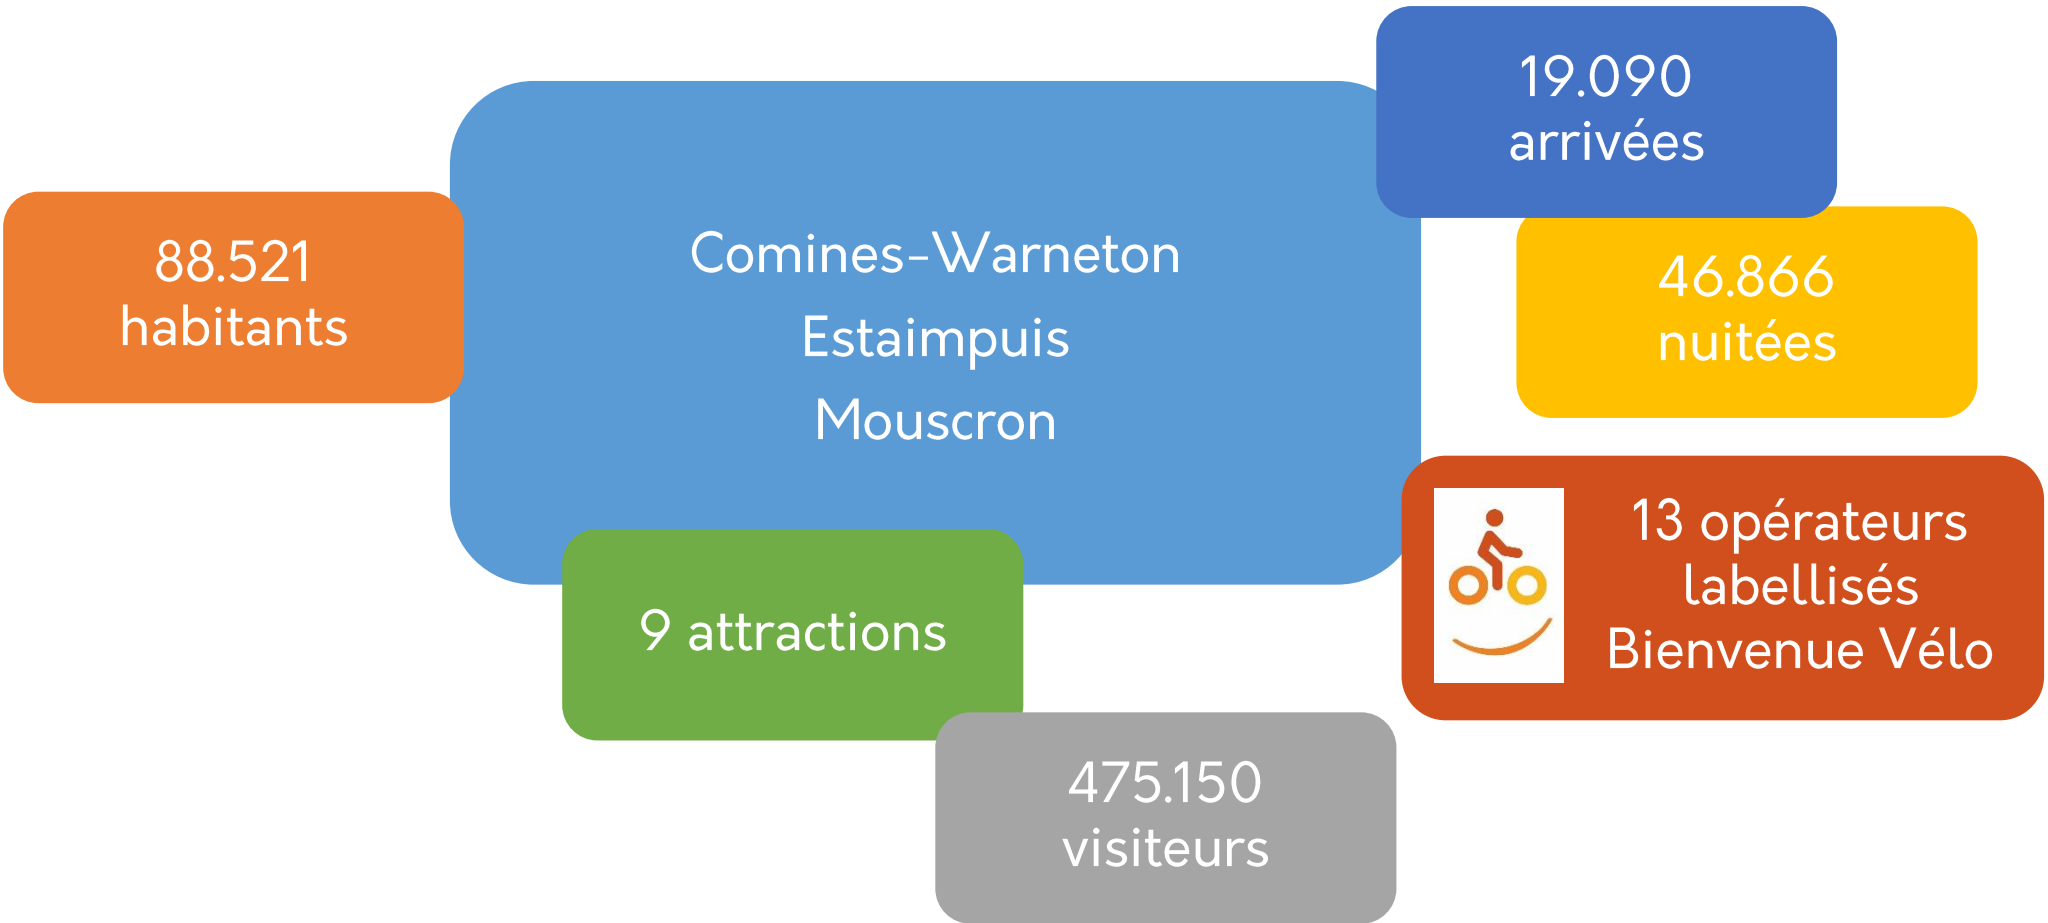 19.090
arrivées
88.521
habitants
Comines-Warneton
Estaimpuis
Mouscron
46.866
nuitées
13 opérateurs
labellisés
Bienvenue Vélo
9 attractions
475.150
visiteurs